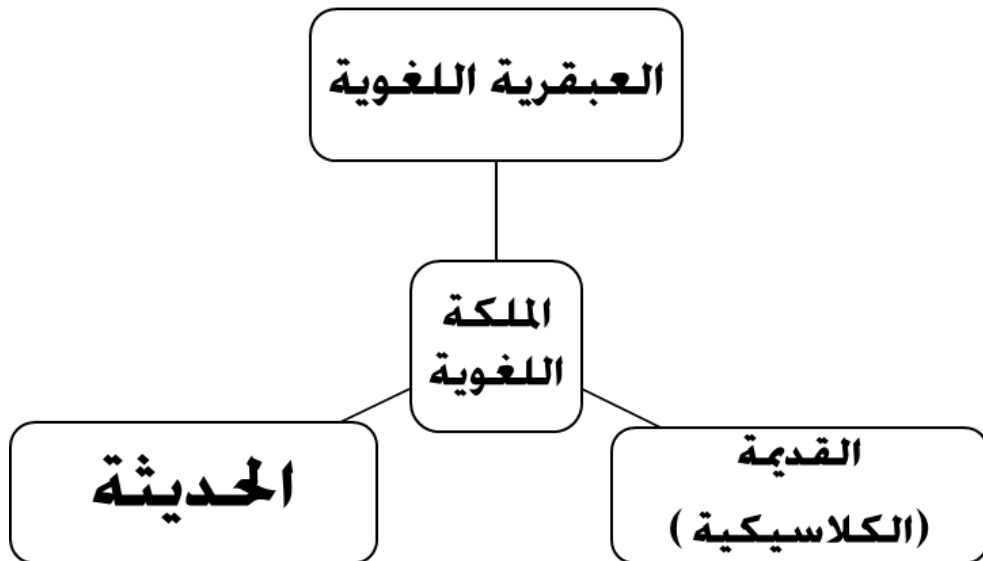 العبقرية اللغوية
الملكة
اللغوية
القديمة
(الكلاسيكية )
الحديثة